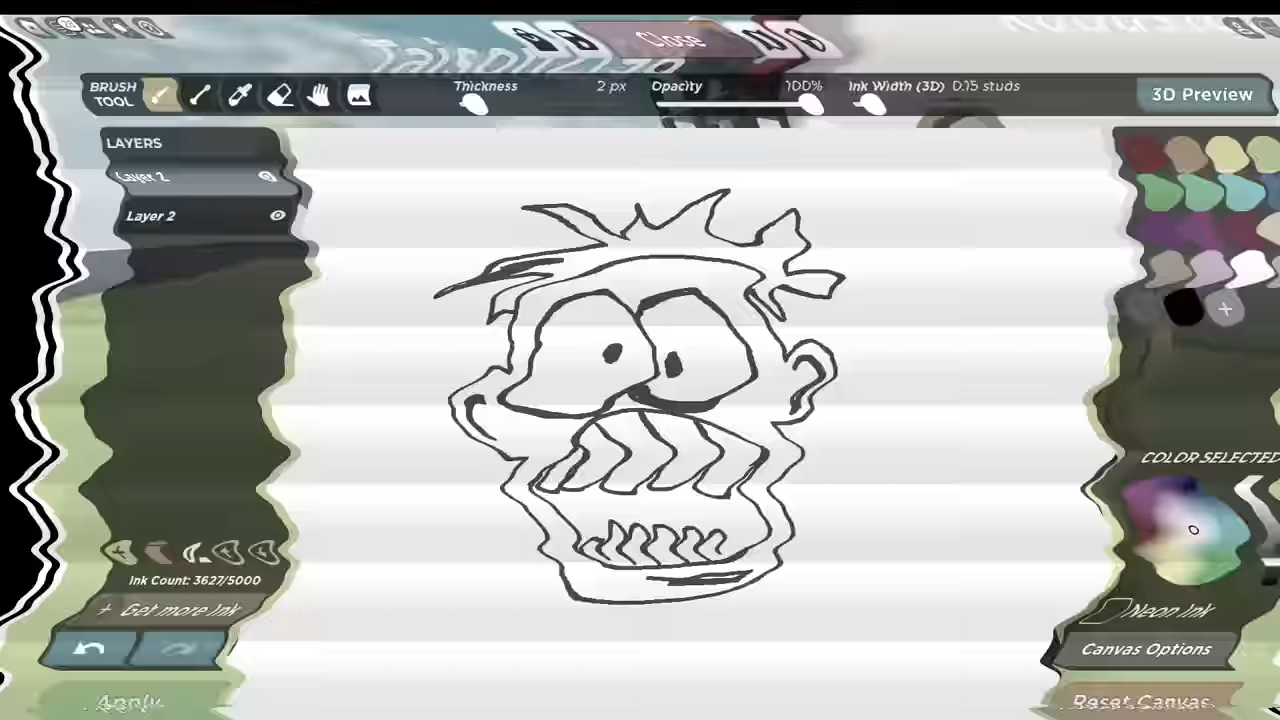 Close
BRUSH TOOL
Thickness 2 px
Opacity 100%
Ink Width (3D) 0.15 studs
3D Preview
LAYERS
Layer 2
Layer 2
COLOR SELECTED
Ink Count: 3627/5000
+ Get more Ink
Neon Ink
Canvas Options
Apply
Reset Canvas